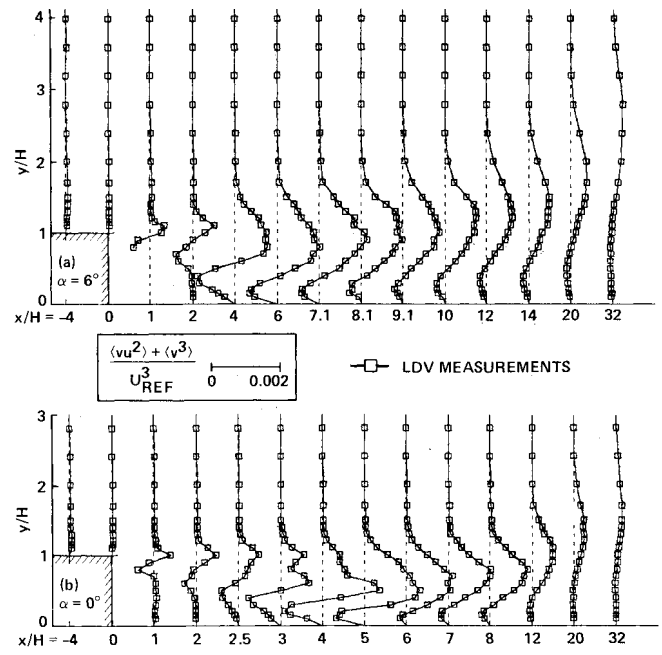 4
3
y/H
2
1
(a)
α = 6°
0
x/H = −4 0 1 2 4 6 7.1 8.1 9.1 10 12 14 20 32
⟨vu²⟩ + ⟨v³⟩
U³REF
0 0.002
LDV MEASUREMENTS
3
2
y/H
1
(b)
α = 0°
0
x/H = −4 0 1 2 2.5 3 4 5 6 7 8 12 20 32